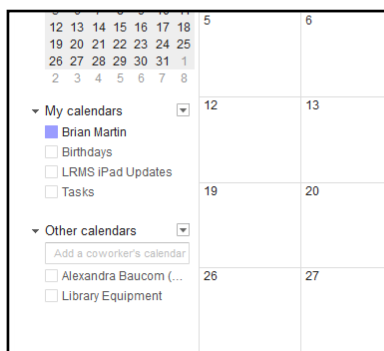 12 13 14 15 16 17 18
19 20 21 22 23 24 25
26 27 28 29 30 31 1
2 3 4 5 6 7 8
My calendars
Brian Martin
Birthdays
LRMS iPad Updates
Tasks
Other calendars
Add a coworker's calendar
Alexandra Baucom (...
Library Equipment
5 6
12 13
19 20
26 27